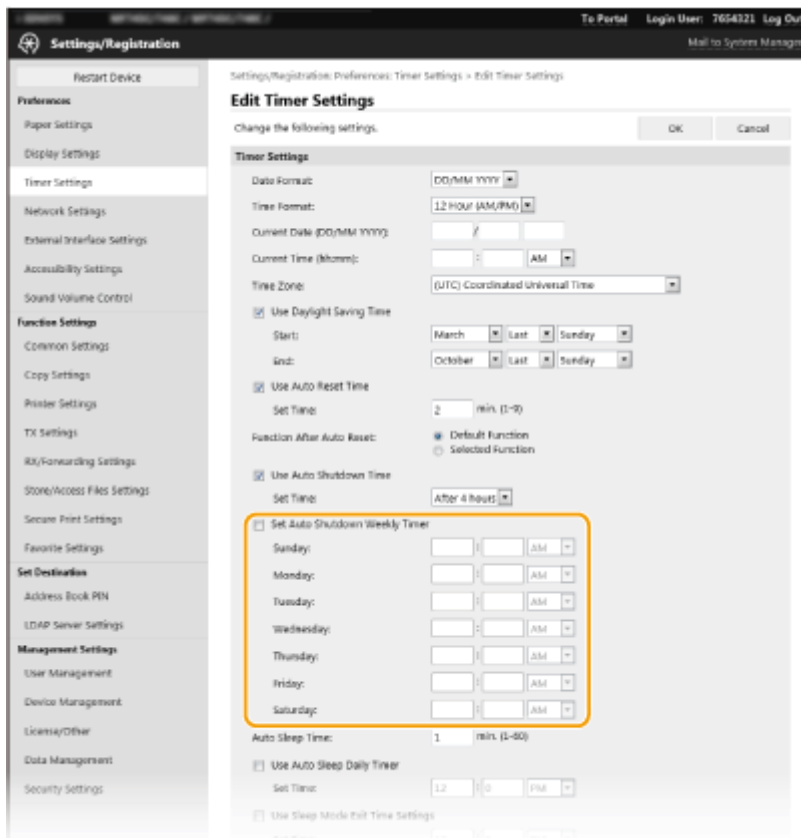 To Portal Login User: 7654321 Log Ou
Settings/Registration
Mail to System Manage
Restart Device
Preferences
Paper Settings
Display Settings
Timer Settings
Network Settings
External Interface Settings
Accessibility Settings
Sound Volume Control
Function Settings
Common Settings
Copy Settings
Printer Settings
TX Settings
RX/Forwarding Settings
Store/Access Files Settings
Secure Print Settings
Favorite Settings
Set Destination
Address Book PIN
LDAP Server Settings
Management Settings
User Management
Device Management
License/Other
Data Management
Security Settings
Settings/Registration: Preferences: Timer Settings > Edit Timer Settings
Edit Timer Settings
Change the following settings.
OK Cancel
Timer Settings
Date Format: DD/MM YYYY
Time Format: 12 Hour (AM/PM)
Current Date (DD/MM YYYY): /
Current Time (hh:mm): : AM
Time Zone: (UTC) Coordinated Universal Time
Use Daylight Saving Time
Start: March Last Sunday
End: October Last Sunday
Use Auto Reset Time
Set Time: 2 min. (1-9)
Function After Auto Reset: Default Function
Selected Function
Use Auto Shutdown Time
Set Time: After 4 hours
Set Auto Shutdown Weekly Timer
Sunday: : AM
Monday: : AM
Tuesday: : AM
Wednesday: : AM
Thursday: : AM
Friday: : AM
Saturday: : AM
Auto Sleep Time: 1 min. (1-60)
Use Auto Sleep Daily Timer
Set Time: 12 : 0 PM
Use Sleep Mode Exit Time Settings